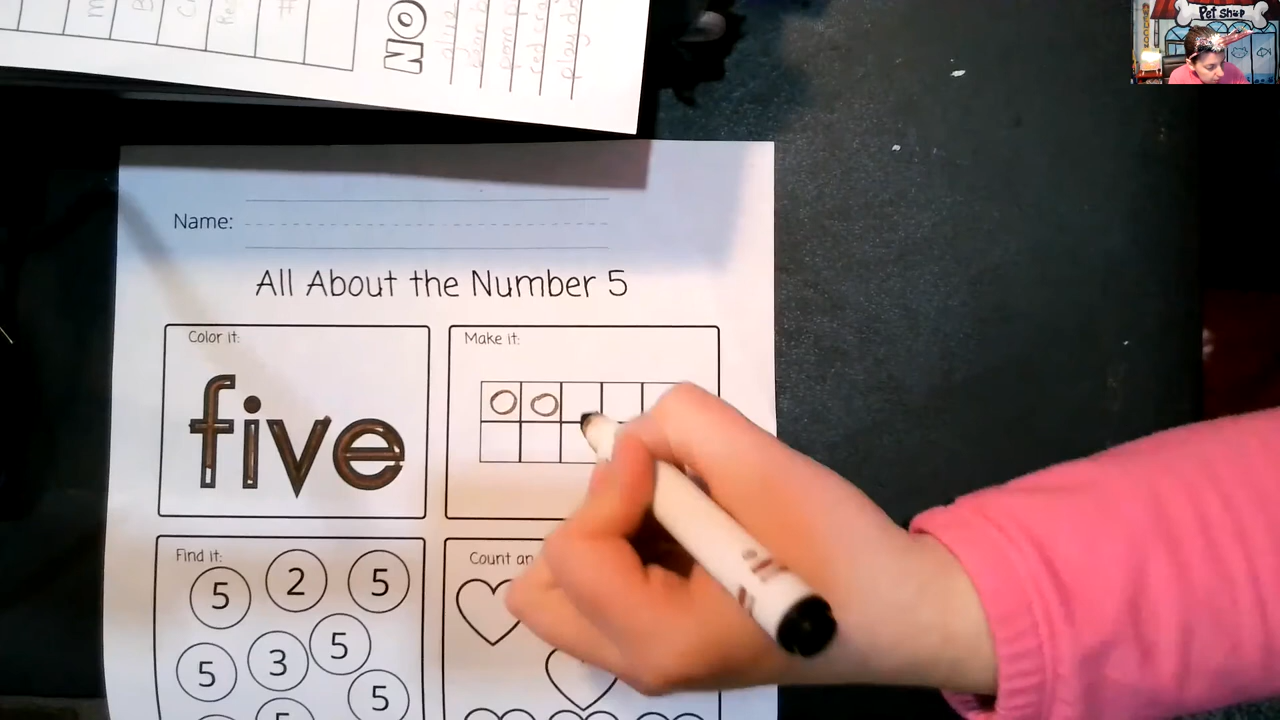 Pet Shop
NO
Name:
All About the Number 5
Color it:
Make it:
five
Find it:
Count an
5 2 5
5 3 5
5